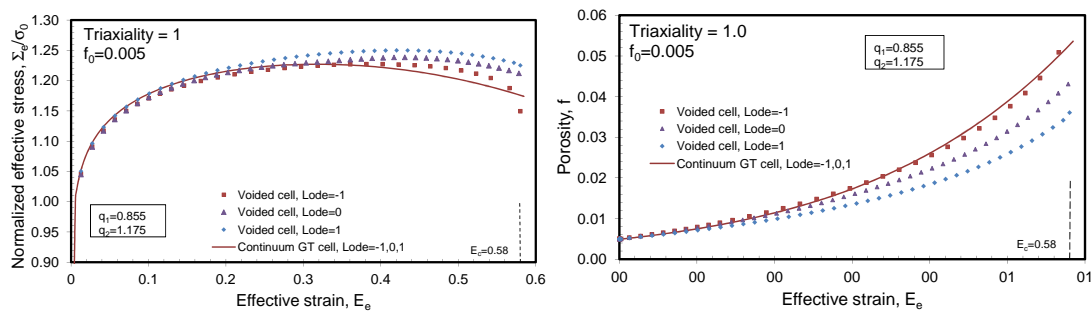 Triaxiality = 1
f0=0.005
Normalized effective stress, Σe/σ0
1.30
1.25
1.20
1.15
1.10
1.05
1.00
0.95
0.90
q1=0.855
q2=1.175
Voided cell, Lode=-1
Voided cell, Lode=0
Voided cell, Lode=1
Continuum GT cell, Lode=-1,0,1
Ec=0.58
0 0.1 0.2 0.3 0.4 0.5 0.6
Effective strain, Ee
Triaxiality = 1.0
f0=0.005
Porosity, f
0.06
0.05
0.04
0.03
0.02
0.01
0.00
q1=0.855
q2=1.175
Voided cell, Lode=-1
Voided cell, Lode=0
Voided cell, Lode=1
Continuum GT cell, Lode=-1,0,1
Ec=0.58
00 00 00 00 00 01 01
Effective strain, Ee